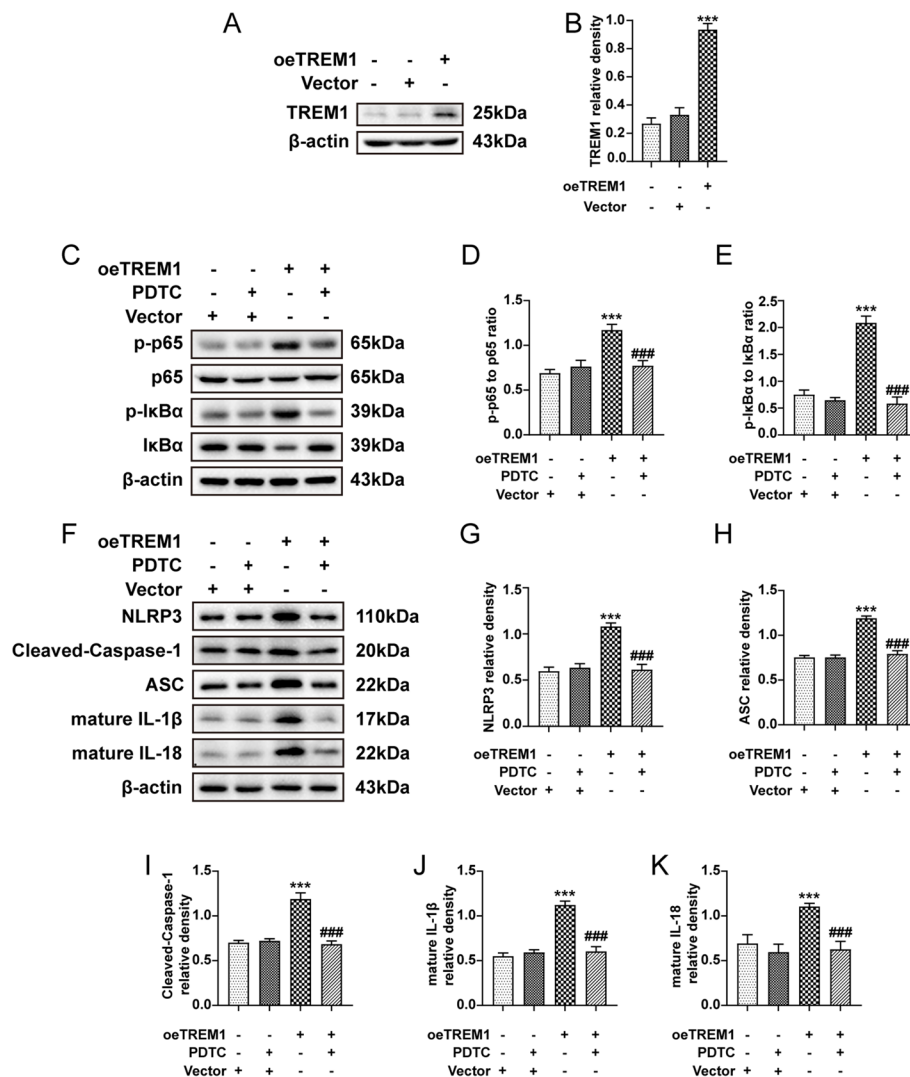 A
oeTREM1 - - +
Vector - + -
TREM1 25kDa
β-actin 43kDa
B
TREM1 relative density
1.0
0.8
0.6
0.4
0.2
0.0
***
oeTREM1 - - +
Vector - + -
C
oeTREM1 - - + +
PDTC - + - +
Vector + + - -
p-p65 65kDa
p65 65kDa
p-IκBα 39kDa
IκBα 39kDa
β-actin 43kDa
D
p-p65 to p65 ratio
1.5
1.0
0.5
0.0
***
###
oeTREM1 - - + +
PDTC - + - +
Vector + + - -
E
p-IκBα to IκBα ratio
2.5
2.0
1.5
1.0
0.5
0.0
***
###
oeTREM1 - - + +
PDTC - + - +
Vector + + - -
F
oeTREM1 - - + +
PDTC - + - +
Vector + + - -
NLRP3 110kDa
Cleaved-Caspase-1 20kDa
ASC 22kDa
mature IL-1β 17kDa
mature IL-18 22kDa
β-actin 43kDa
G
NLRP3 relative density
1.5
1.0
0.5
0.0
***
###
oeTREM1 - - + +
PDTC - + - +
Vector + + - -
H
ASC relative density
1.5
1.0
0.5
0.0
***
###
oeTREM1 - - + +
PDTC - + - +
Vector + + - -
I
Cleaved-Caspase-1
relative density
1.5
1.0
0.5
0.0
***
###
oeTREM1 - - + +
PDTC - + - +
Vector + + - -
J
mature IL-1β
relative density
1.5
1.0
0.5
0.0
***
###
oeTREM1 - - + +
PDTC - + - +
Vector + + - -
K
mature IL-18
relative density
1.5
1.0
0.5
0.0
***
###
oeTREM1 - - + +
PDTC - + - +
Vector + + - -